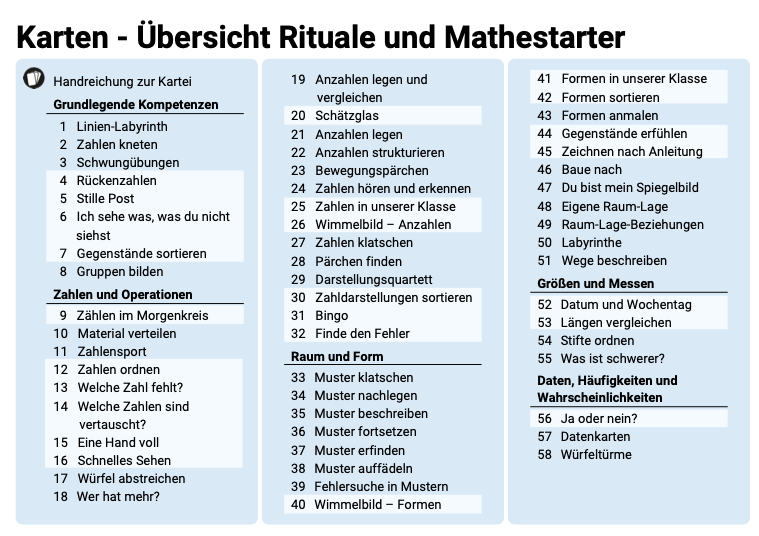 Karten - Übersicht Rituale und Mathestarter
Handreichung zur Kartei
Grundlegende Kompetenzen
1 Linien-Labyrinth
2 Zahlen kneten
3 Schwungübungen
4 Rückenzahlen
5 Stille Post
6 Ich sehe was, was du nicht
siehst
7 Gegenstände sortieren
8 Gruppen bilden
Zahlen und Operationen
9 Zählen im Morgenkreis
10 Material verteilen
11 Zahlensport
12 Zahlen ordnen
13 Welche Zahl fehlt?
14 Welche Zahlen sind
vertauscht?
15 Eine Hand voll
16 Schnelles Sehen
17 Würfel abstreichen
18 Wer hat mehr?
19 Anzahlen legen und
vergleichen
20 Schätzglas
21 Anzahlen legen
22 Anzahlen strukturieren
23 Bewegungspärchen
24 Zahlen hören und erkennen
25 Zahlen in unserer Klasse
26 Wimmelbild – Anzahlen
27 Zahlen klatschen
28 Pärchen finden
29 Darstellungsquartett
30 Zahldarstellungen sortieren
31 Bingo
32 Finde den Fehler
Raum und Form
33 Muster klatschen
34 Muster nachlegen
35 Muster beschreiben
36 Muster fortsetzen
37 Muster erfinden
38 Muster auffädeln
39 Fehlersuche in Mustern
40 Wimmelbild – Formen
41 Formen in unserer Klasse
42 Formen sortieren
43 Formen anmalen
44 Gegenstände erfühlen
45 Zeichnen nach Anleitung
46 Baue nach
47 Du bist mein Spiegelbild
48 Eigene Raum-Lage
49 Raum-Lage-Beziehungen
50 Labyrinthe
51 Wege beschreiben
Größen und Messen
52 Datum und Wochentag
53 Längen vergleichen
54 Stifte ordnen
55 Was ist schwerer?
Daten, Häufigkeiten und
Wahrscheinlichkeiten
56 Ja oder nein?
57 Datenkarten
58 Würfeltürme